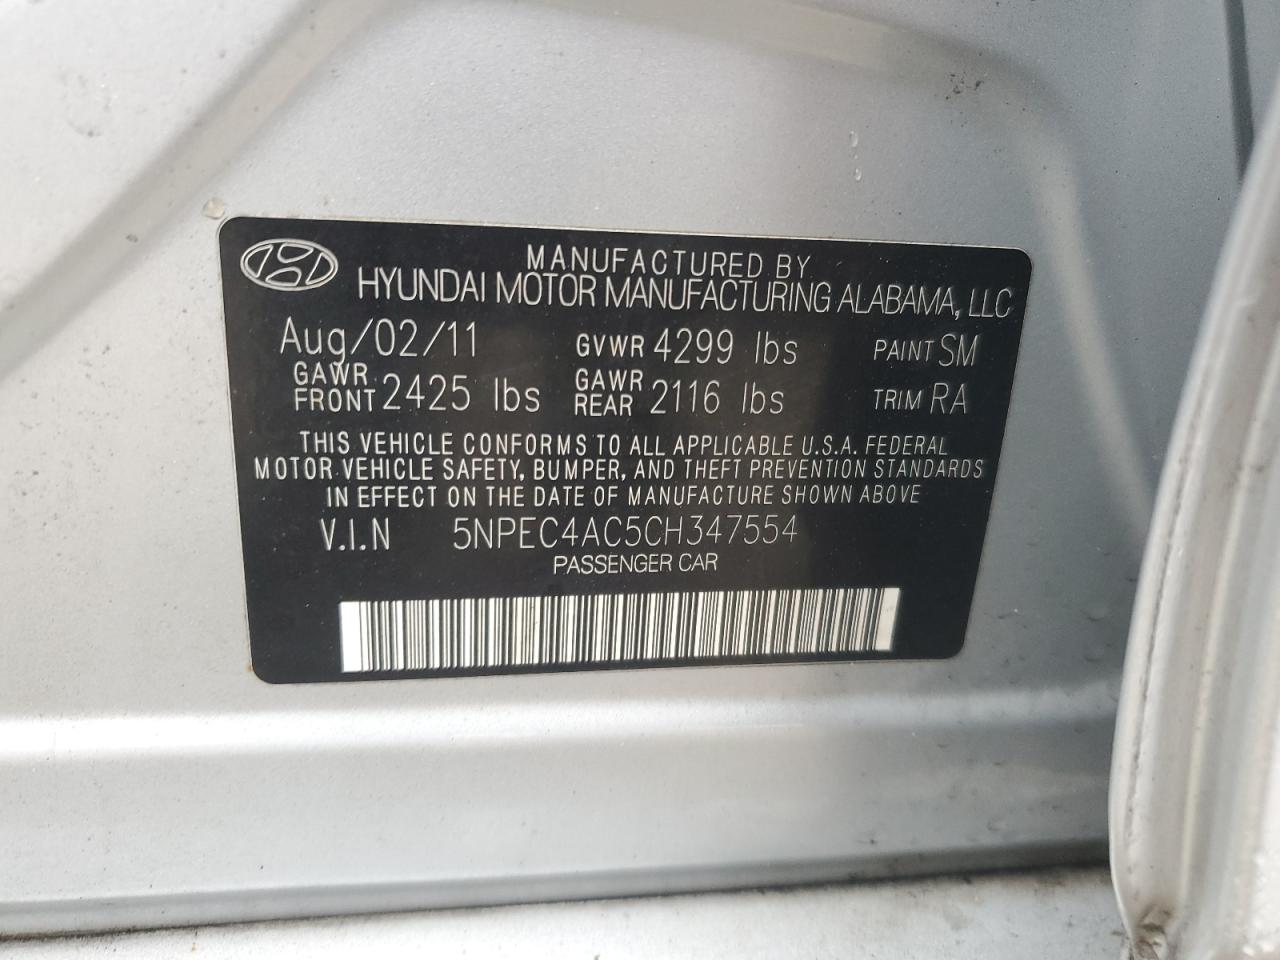 MANUFACTURED BY
HYUNDAI MOTOR MANUFACTURING ALABAMA, LLC
Aug/02/11 GVWR 4299 lbs PAINT SM
GAWR FRONT 2425 lbs GAWR REAR 2116 lbs TRIM RA
THIS VEHICLE CONFORMS TO ALL APPLICABLE U.S.A. FEDERAL
MOTOR VEHICLE SAFETY, BUMPER, AND THEFT PREVENTION STANDARDS
IN EFFECT ON THE DATE OF MANUFACTURE SHOWN ABOVE
V.I.N 5NPEC4AC5CH347554
PASSENGER CAR